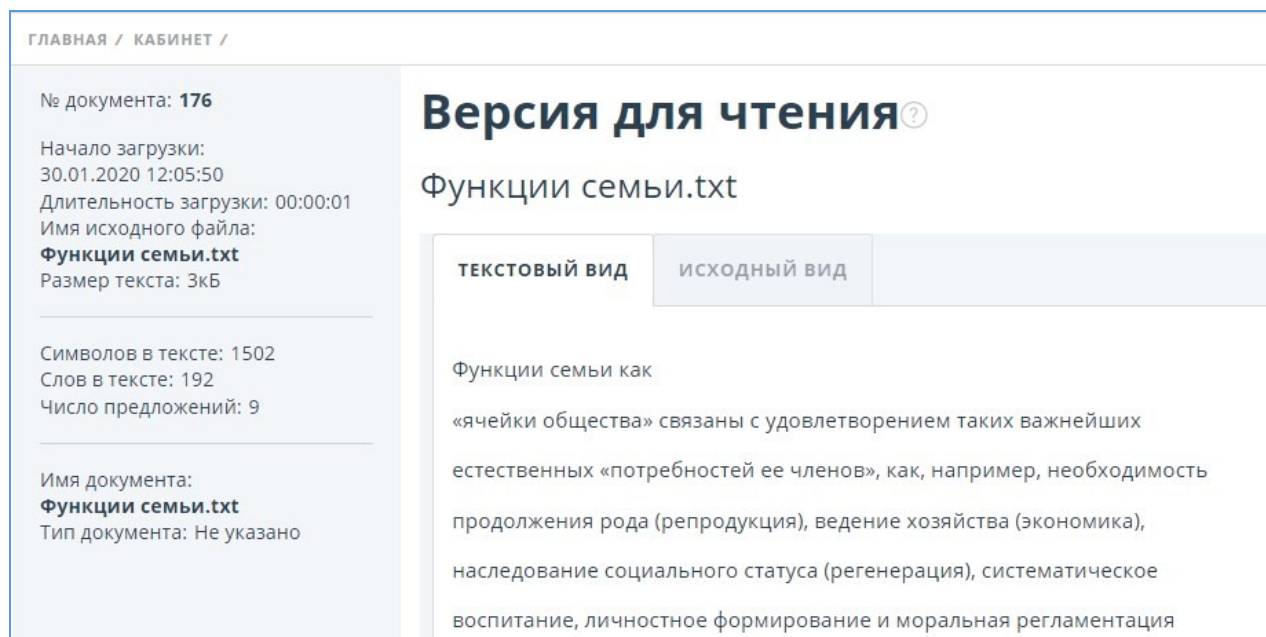 ГЛАВНАЯ / КАБИНЕТ /
№ документа: 176
Начало загрузки:
30.01.2020 12:05:50
Длительность загрузки: 00:00:01
Имя исходного файла:
Функции семьи.txt
Размер текста: 3кБ
Символов в тексте: 1502
Слов в тексте: 192
Число предложений: 9
Имя документа:
Функции семьи.txt
Тип документа: Не указано
Версия для чтения ?
Функции семьи.txt
ТЕКСТОВЫЙ ВИД
ИСХОДНЫЙ ВИД
Функции семьи как
«ячейки общества» связаны с удовлетворением таких важнейших
естественных «потребностей ее членов», как, например, необходимость
продолжения рода (репродукция), ведение хозяйства (экономика),
наследование социального статуса (регенерация), систематическое
воспитание, личностное формирование и моральная регламентация